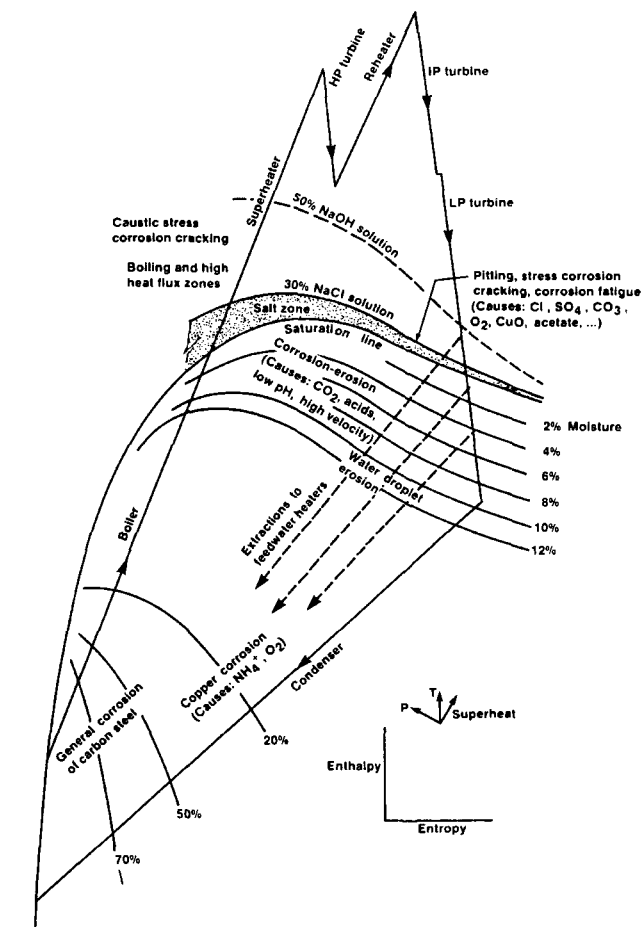 HP turbine
Reheater
IP turbine
Superheater
LP turbine
50% NaOH solution
Caustic stress
corrosion cracking
Boiling and high
heat flux zones
Pitting, stress corrosion
cracking, corrosion fatigue
(Causes: Cl, SO4, CO3,
O2, CuO, acetate, ...)
30% NaCl solution
Salt zone
Saturation line
Corrosion-erosion
(Causes: CO2, acids,
low pH, high velocity)
2% Moisture
4%
6%
8%
10%
12%
Water droplet
erosion
Extractions to
feedwater heaters
Boiler
Copper corrosion
(Causes: NH4+, O2)
Condenser
General corrosion
of carbon steel
20%
50%
70%
T
P
Superheat
Enthalpy
Entropy